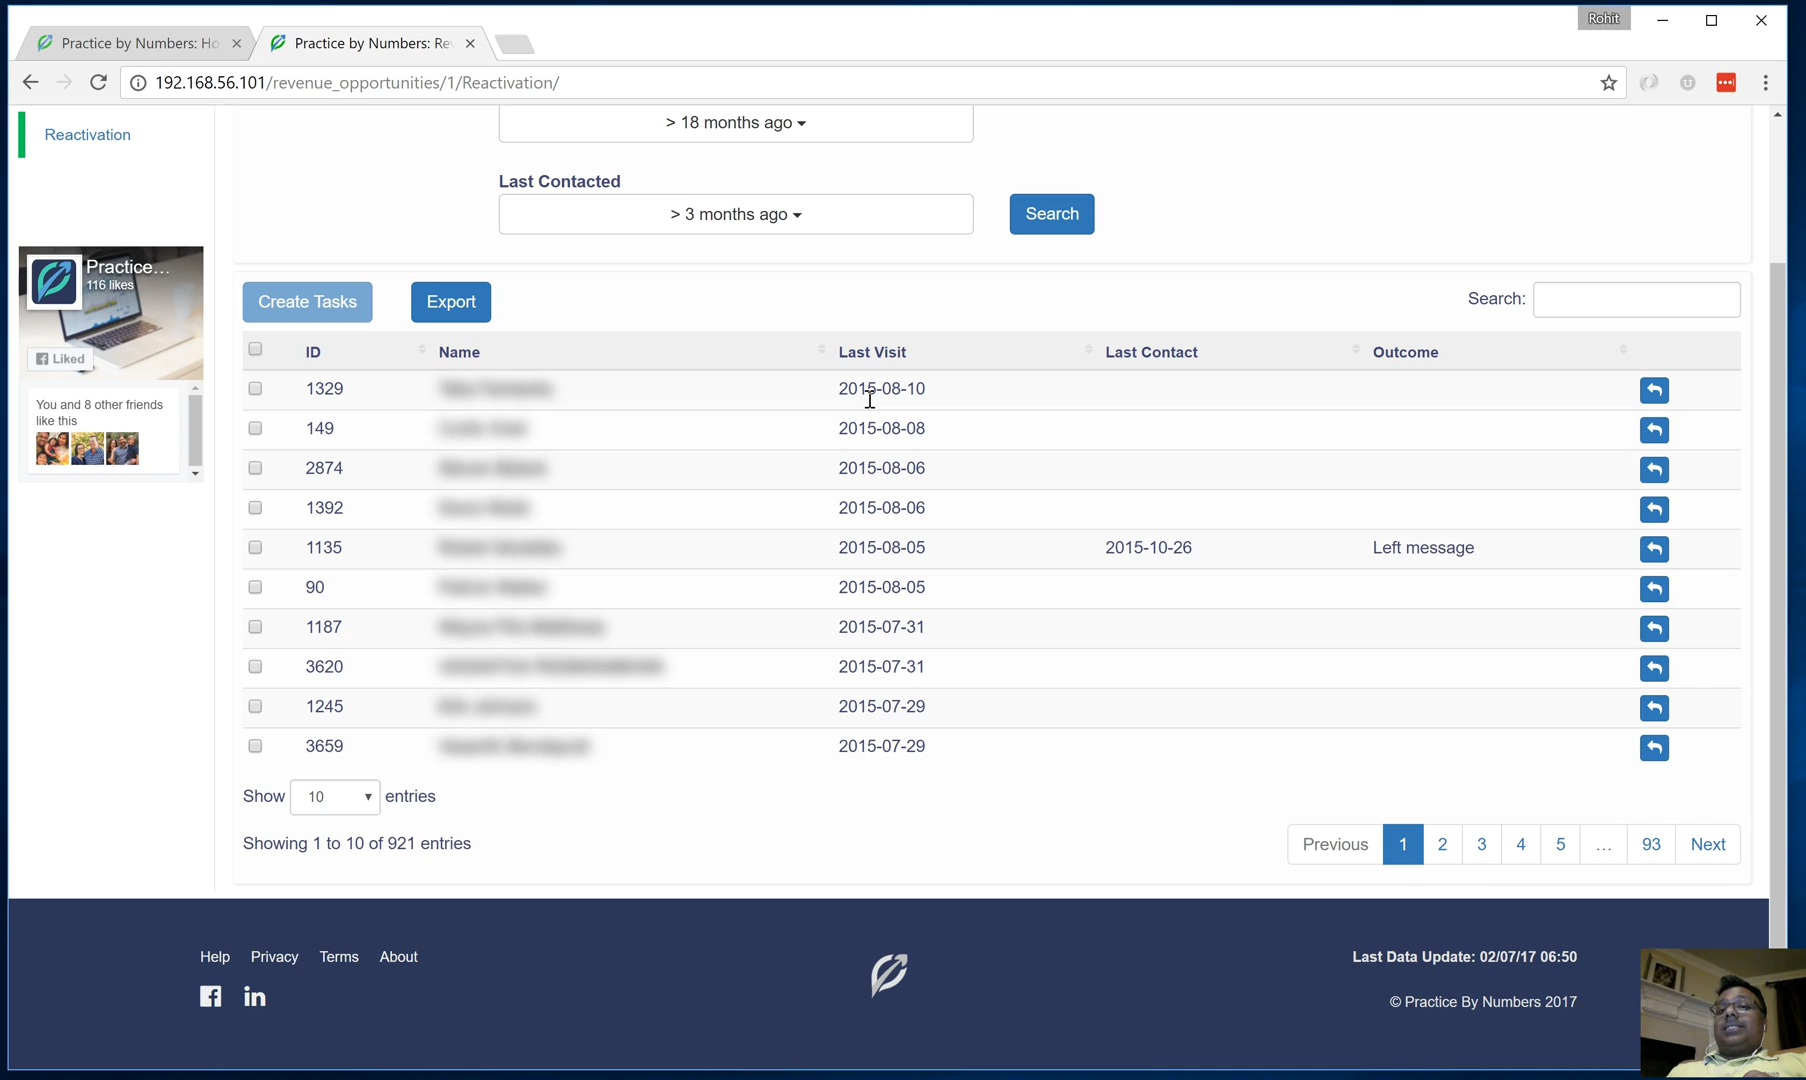 Rohit
Practice by Numbers: Ho
Practice by Numbers: Rev
192.168.56.101/revenue_opportunities/1/Reactivation/
Reactivation
> 18 months ago
Last Contacted
> 3 months ago
Search
Practice...
116 likes
Liked
You and 8 other friends
like this
Create Tasks
Export
Search:
ID Name Last Visit Last Contact Outcome
1329 2015-08-10
149 2015-08-08
2874 2015-08-06
1392 2015-08-06
1135 2015-08-05 2015-10-26 Left message
90 2015-08-05
1187 2015-07-31
3620 2015-07-31
1245 2015-07-29
3659 2015-07-29
Show 10 entries
Showing 1 to 10 of 921 entries
Previous 1 2 3 4 5 ... 93 Next
Help Privacy Terms About
Last Data Update: 02/07/17 06:50
© Practice By Numbers 2017